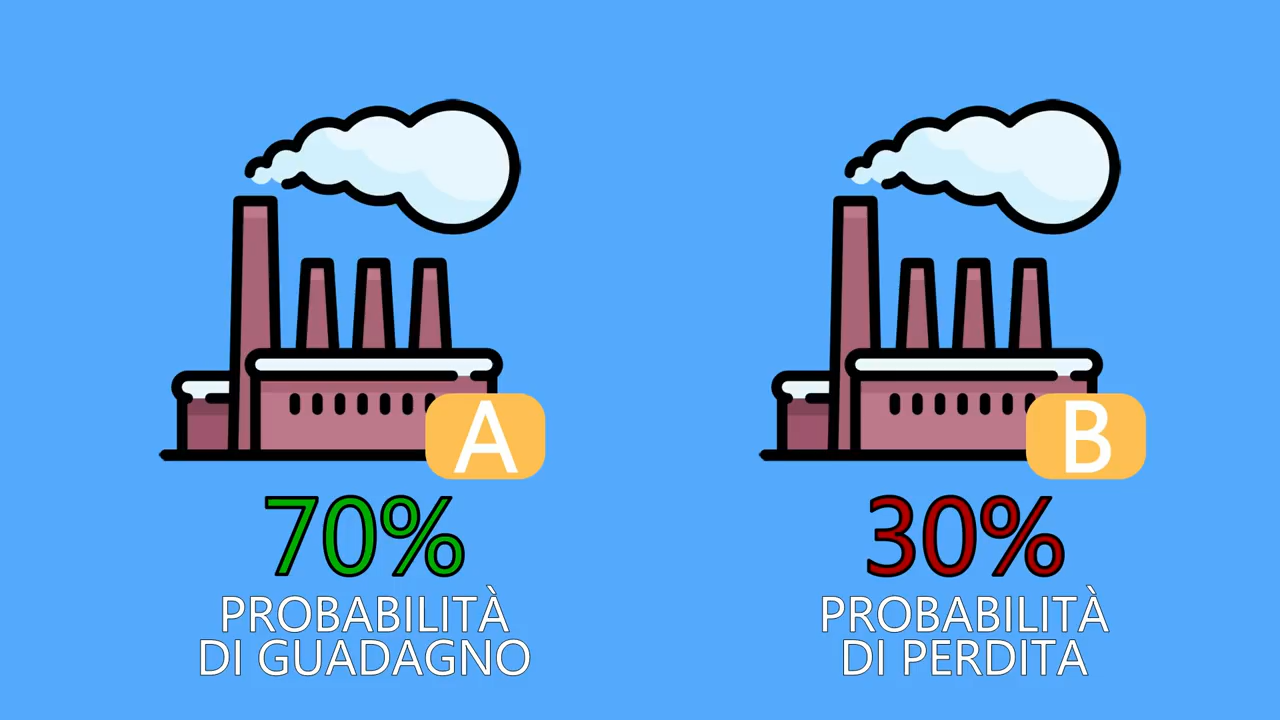 A
70%
PROBABILITÀ
DI GUADAGNO
B
30%
PROBABILITÀ
DI PERDITA